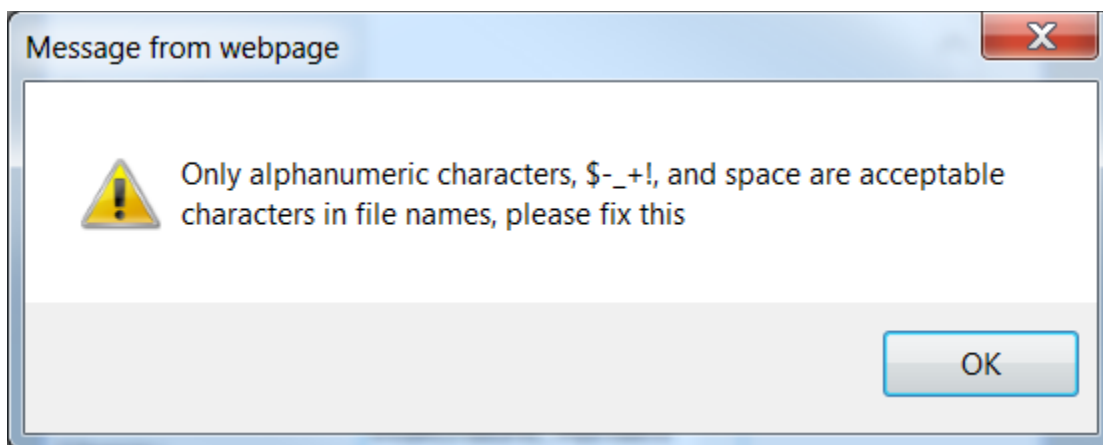 Message from webpage
Only alphanumeric characters, $-_+!, and space are acceptable
characters in file names, please fix this
OK